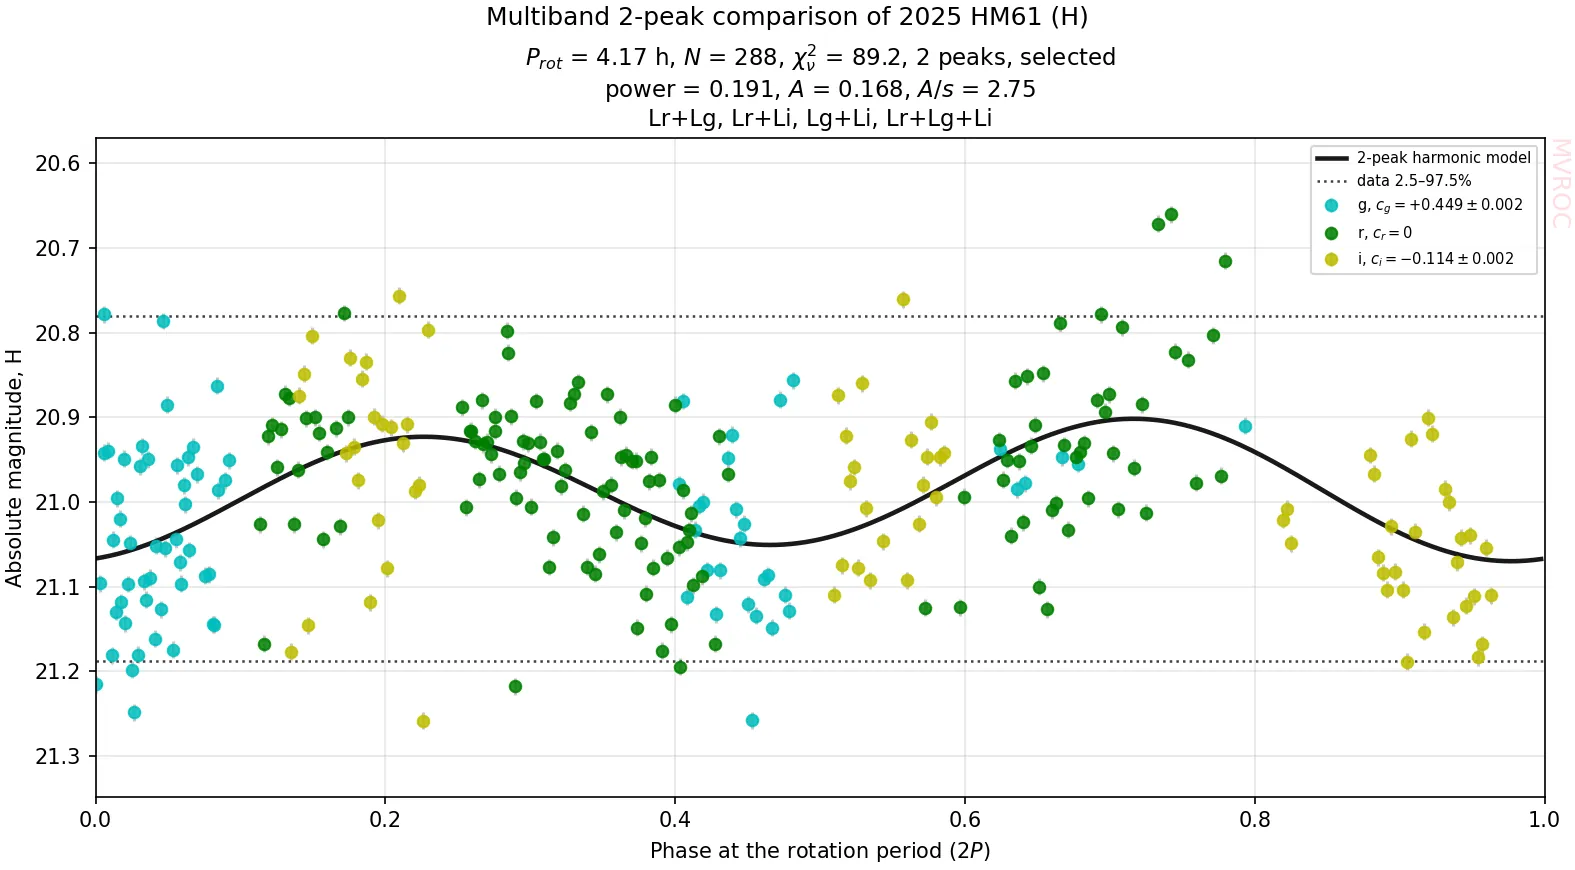 Multiband 2-peak comparison of 2025 HM61 (H)
P_rot = 4.17 h, N = 288, χ²_ν = 89.2, 2 peaks, selected
power = 0.191, A = 0.168, A/s = 2.75
Lr+Lg, Lr+Li, Lg+Li, Lr+Lg+Li
2-peak harmonic model
data 2.5–97.5%
g, c_g = +0.449 ± 0.002
r, c_r = 0
i, c_i = −0.114 ± 0.002
MVROC
Absolute magnitude, H
20.6
20.7
20.8
20.9
21.0
21.1
21.2
21.3
0.0 0.2 0.4 0.6 0.8 1.0
Phase at the rotation period (2P)